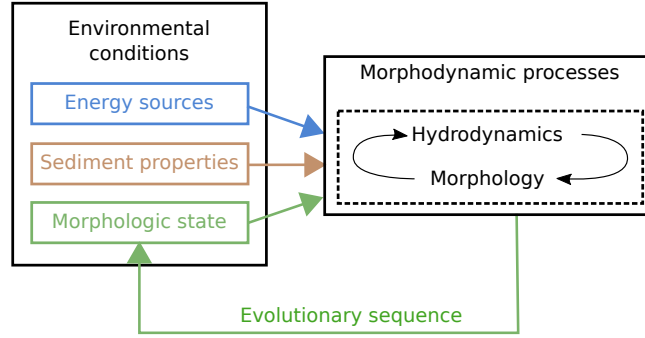 Environmental
conditions
Energy sources
Sediment properties
Morphologic state
Morphodynamic processes
Hydrodynamics
Morphology
Evolutionary sequence